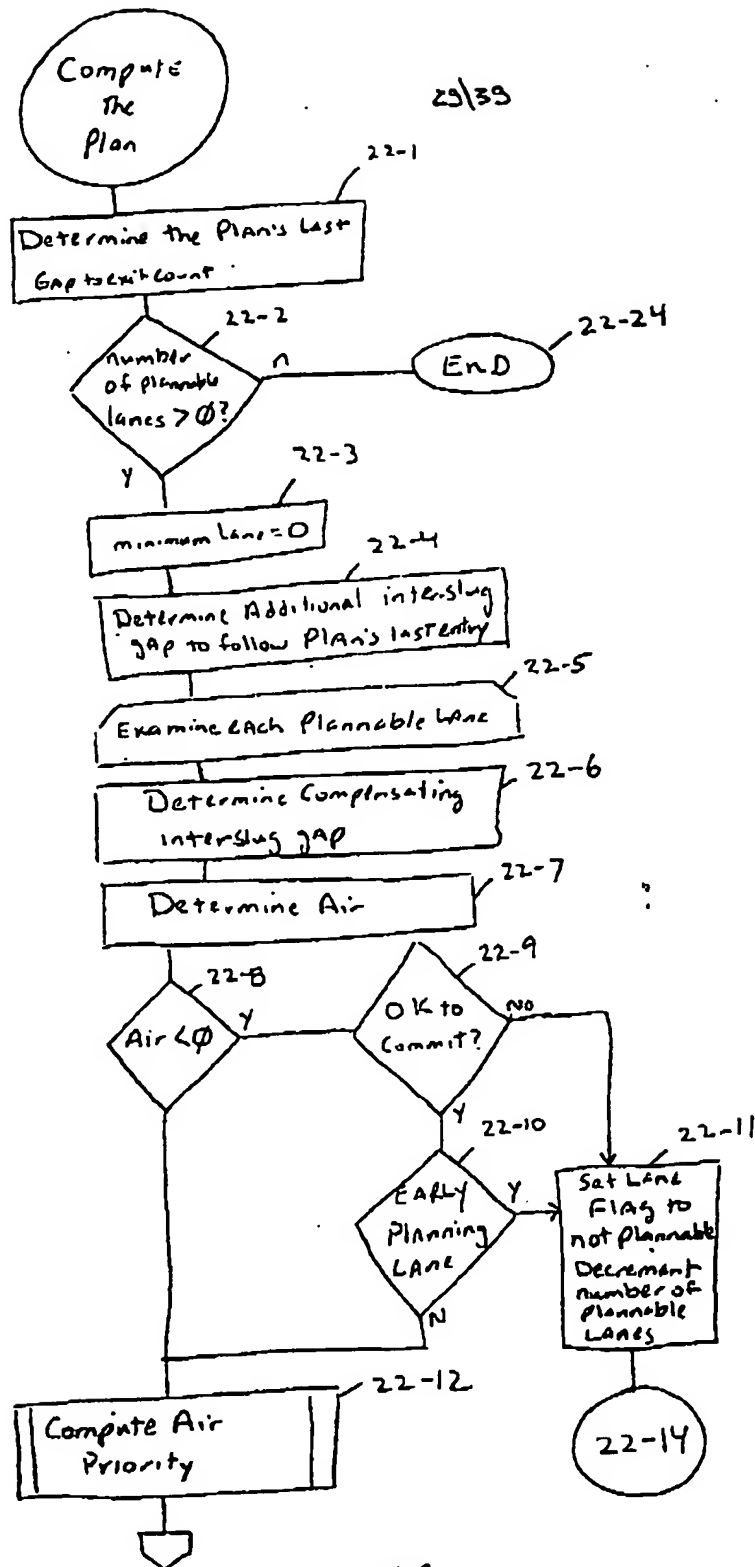 Compute
the
Plan
29/39
22-1
Determine the Plan's Last
Gap to exit count
22-2
number
of plannable
lanes > Ø?
n
Y
EnD
22-24
22-3
minimum Lane = 0
22-4
Determine Additional interslug
gap to follow Plan's last entry
22-5
Examine each Plannable Lane
22-6
Determine Compensating
interslug gap
22-7
Determine Air
22-8
Air < Ø
Y
22-9
OK to
Commit?
No
Y
22-10
EARLY
Planning
LAne
Y
N
22-11
Set Lane
Flag to
not plannable
Decrement
number of
plannable
Lanes
22-12
Compute Air
Priority
22-14